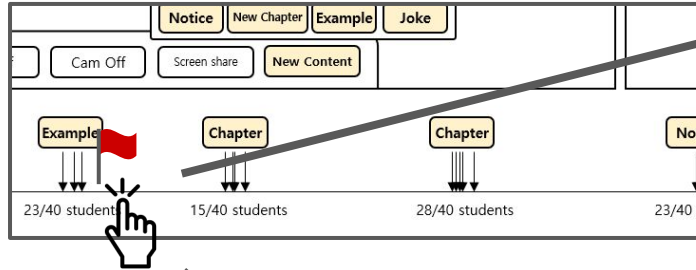 Notice New Chapter Example Joke
Cam Off Screen share New Content
Example Chapter Chapter No
23/40 students 15/40 students 28/40 students 23/40